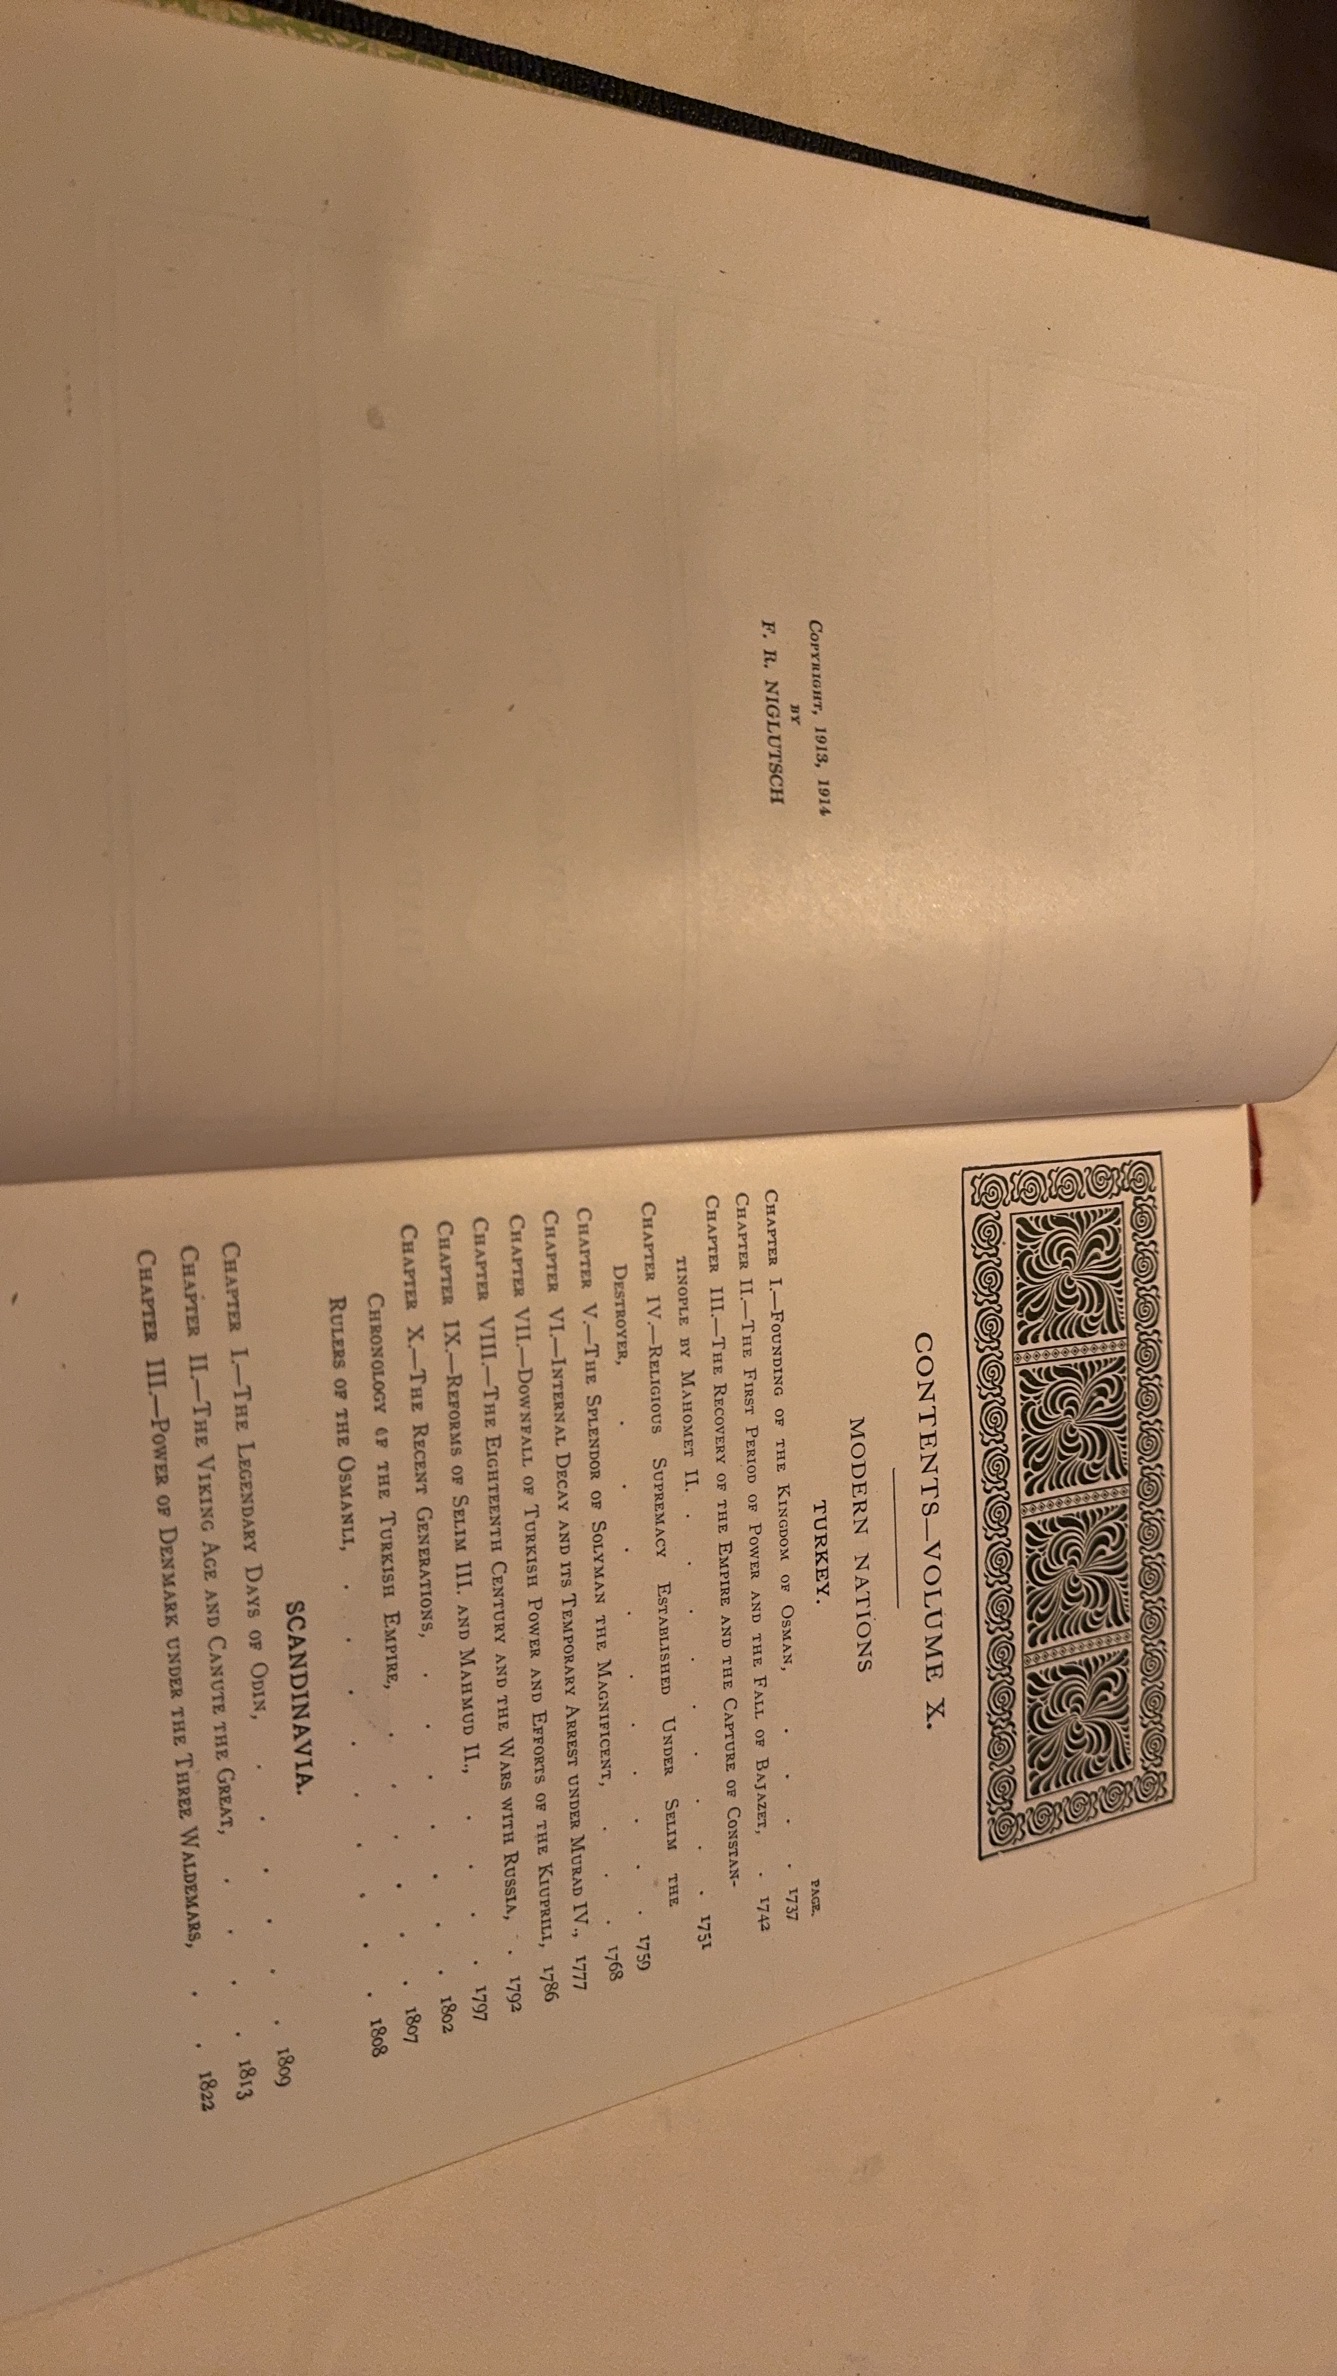 Copyright, 1913, 1914
BY
F. R. NIGLUTSCH
CONTENTS—VOLUME X.
MODERN NATIONS
TURKEY.
PAGE.
Chapter I.—Founding of the Kingdom of Osman, . . . . 1737
Chapter II.—The First Period of Power and the Fall of Bajazet, . 1742
Chapter III.—The Recovery of the Empire and the Capture of Constan-
tinople by Mahomet II. . . . . . . . . 1751
Chapter IV.—Religious Supremacy Established Under Selim the
Destroyer, . . . . . . . . . . 1759
Chapter V.—The Splendor of Solyman the Magnificent, . . . 1768
Chapter VI.—Internal Decay and its Temporary Arrest under Murad IV., 1777
Chapter VII.—Downfall of Turkish Power and Efforts of the Kiuprili, 1786
Chapter VIII.—The Eighteenth Century and the Wars with Russia, . 1792
Chapter IX.—Reforms of Selim III. and Mahmud II., . . . . 1797
Chapter X.—The Recent Generations, . . . . . . . 1802
Chronology of the Turkish Empire, . . . . . . 1807
Rulers of the Osmanli, . . . . . . . . . 1808
SCANDINAVIA.
Chapter I.—The Legendary Days of Odin, . . . . . . 1809
Chapter II.—The Viking Age and Canute the Great, . . . . 1813
Chapter III.—Power of Denmark under the Three Waldemars, . . 1822